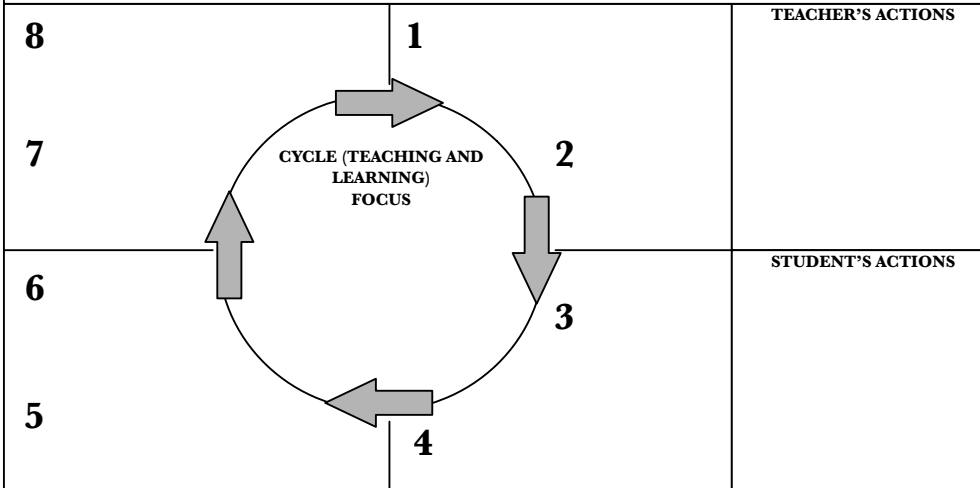 8
1
TEACHER'S ACTIONS
7
CYCLE (TEACHING AND
LEARNING)
FOCUS
2
6
STUDENT'S ACTIONS
3
5
4